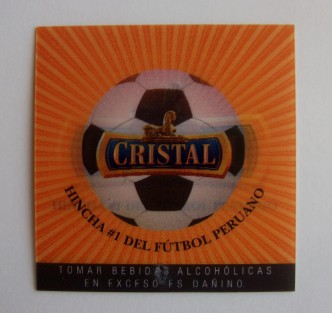 CRISTAL
HINCHA #1 DEL FÚTBOL PERUANO
TOMAR BEBIDAS ALCOHÓLICAS
EN EXCESO ES DAÑINO.